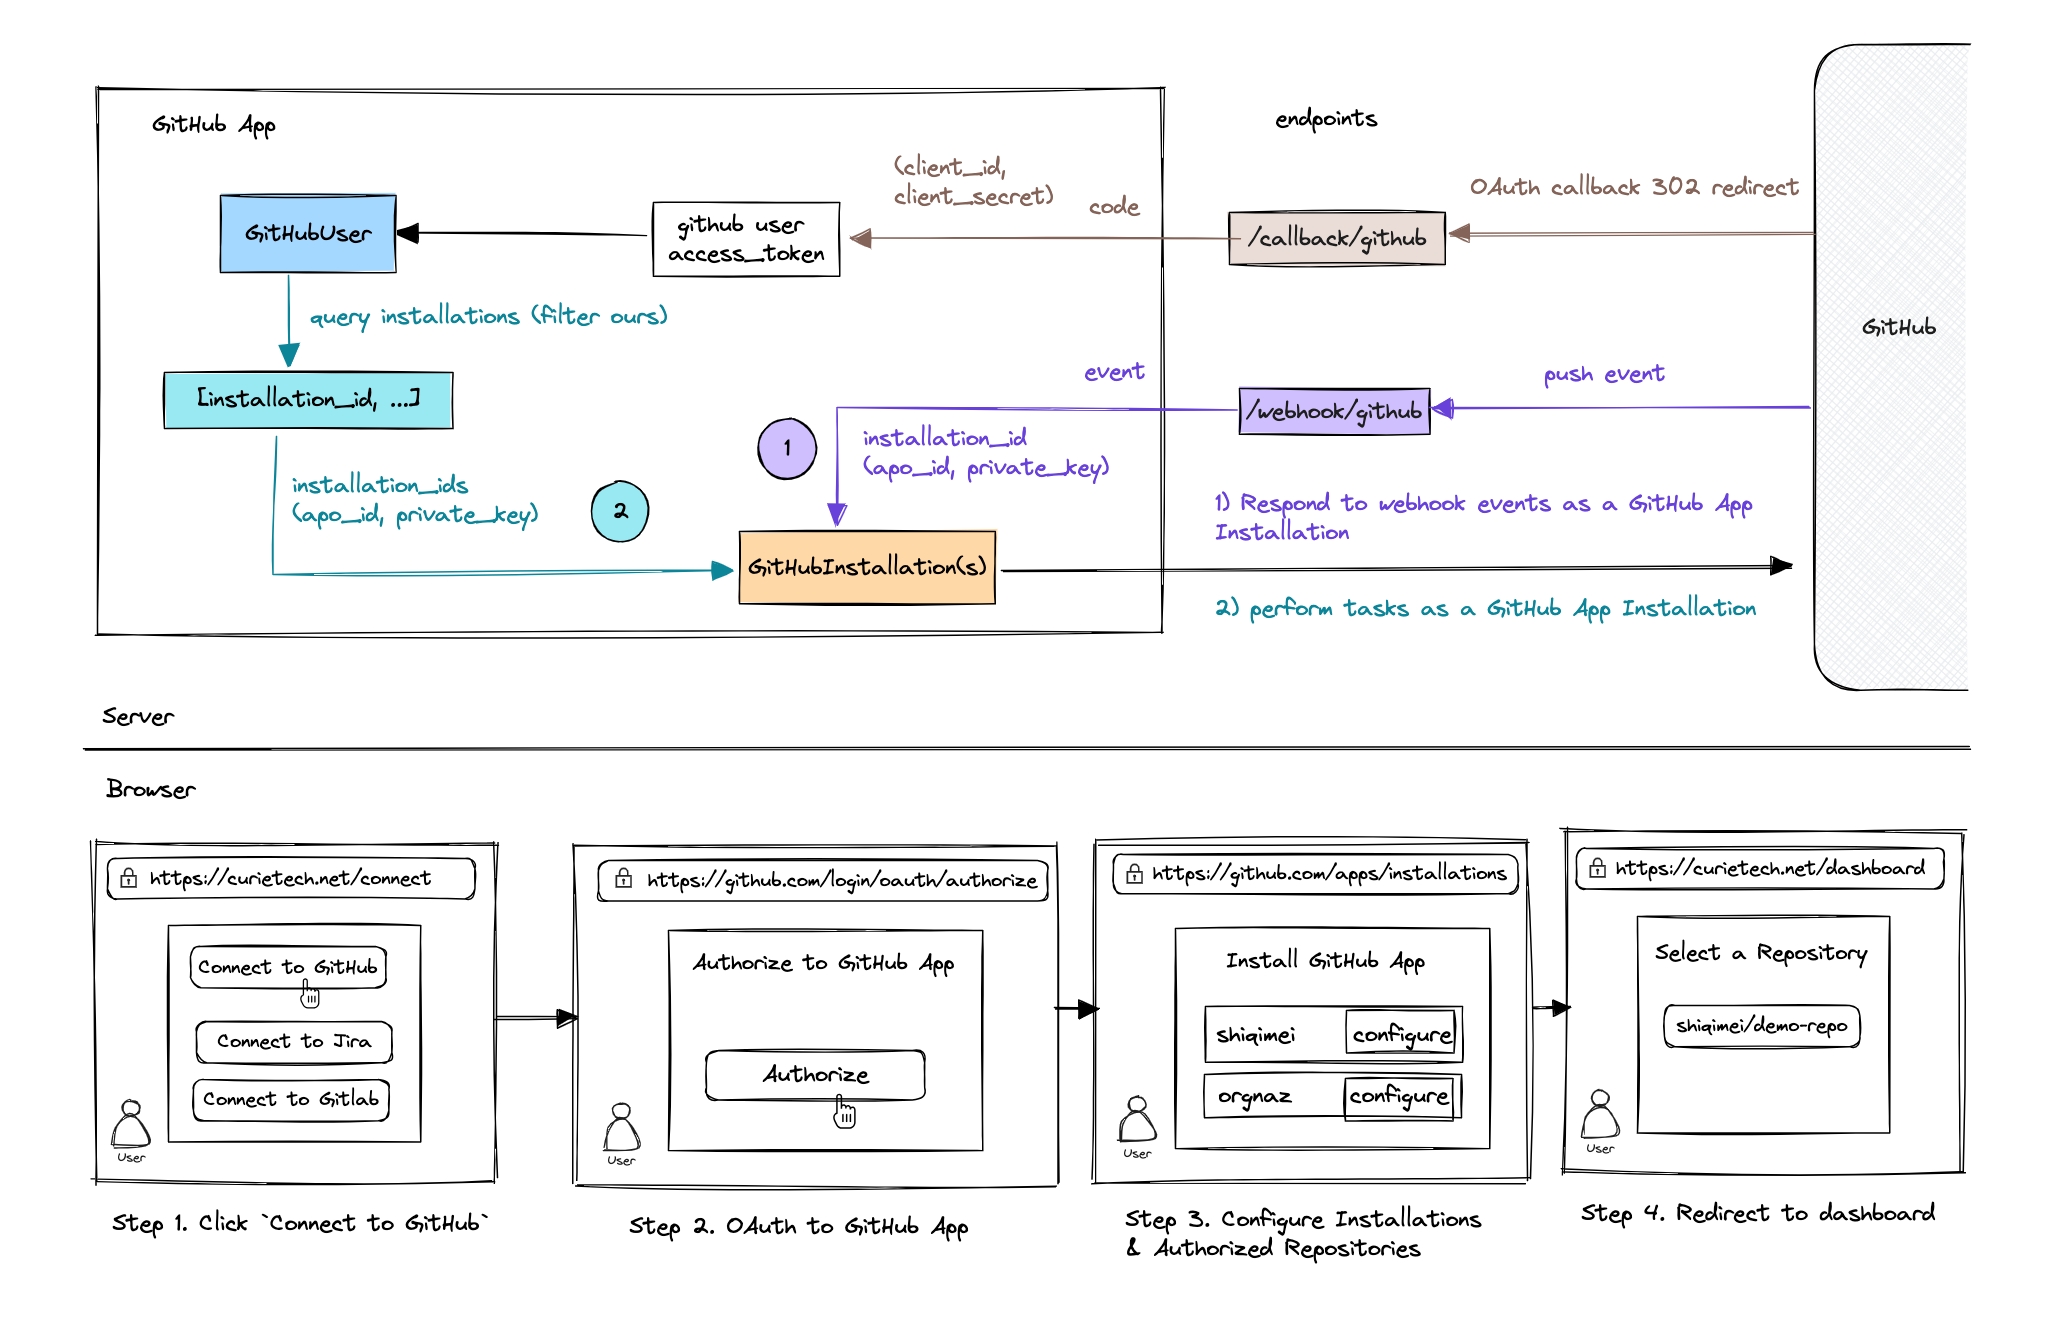 GitHub App
endpoints
(client_id,
client_secret)
code
OAuth callback 302 redirect
GitHubUser
github user
access_token
/callback/github
query installations (filter ours)
GitHub
event
push event
[installation_id, ...]
/webhook/github
1
installation_id
(apo_id, private_key)
installation_ids
(apo_id, private_key)
2
1) Respond to webhook events as a GitHub App
Installation
GitHubInstallation(s)
2) perform tasks as a GitHub App Installation
Server
Browser
https://curietech.net/connect
Connect to GitHub
Connect to Jira
Connect to Gitlab
User
Step 1. Click `Connect to GitHub`
https://github.com/login/oauth/authorize
Authorize to GitHub App
Authorize
User
Step 2. OAuth to GitHub App
https://github.com/apps/installations
Install GitHub App
shiqimei
configure
orgnaz
configure
User
Step 3. Configure Installations
& Authorized Repositories
https://curietech.net/dashboard
Select a Repository
shiqimei/demo-repo
User
Step 4. Redirect to dashboard